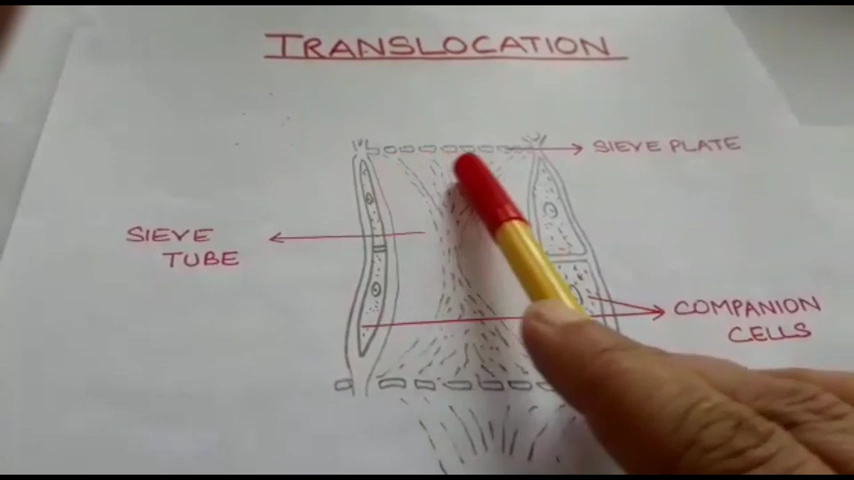 TRANSLOCATION
SIEVE PLATE
SIEVE
TUBE
COMPANION
CELLS